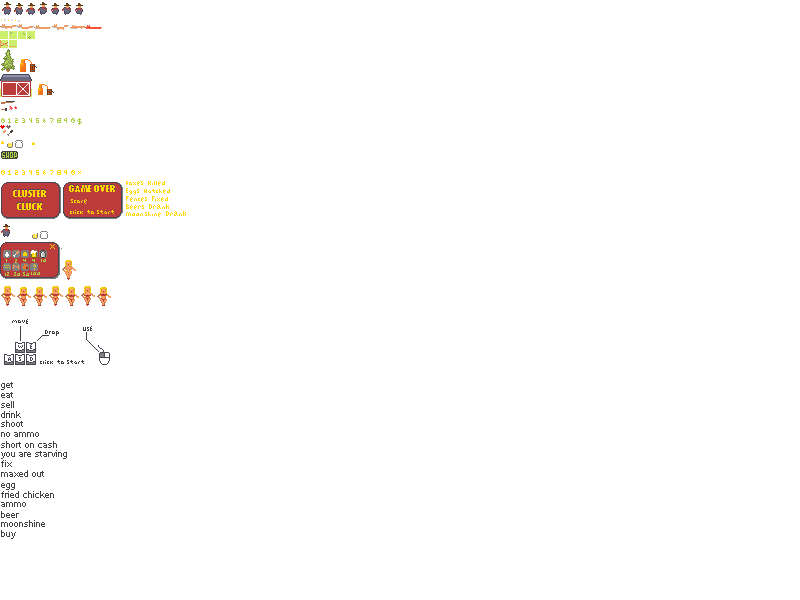 0 1 2 3 4 5 6 7 8 9 0 $
SHOP
0 1 2 3 4 5 6 7 8 9 0 ×
CLUSTER
CLUCK
GAME OVER
Score
click to Start
Foxes Killed
Eggs Hatched
Fences Fixed
Beers Drank
Moonshine Drank
move
Drop
use
W E
A S D
click to Start
get
eat
sell
drink
shoot
no ammo
short on cash
you are starving
fix
maxed out
egg
fried chicken
ammo
beer
moonshine
buy